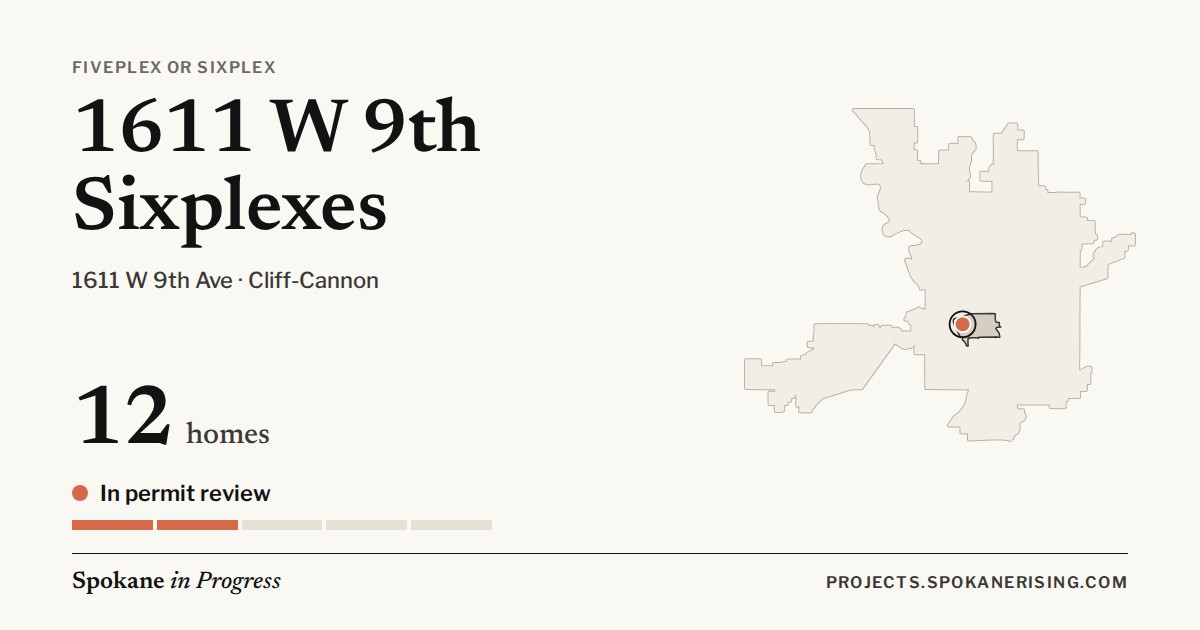 FIVEPLEX OR SIXPLEX
1611 W 9th
Sixplexes
1611 W 9th Ave · Cliff-Cannon
12 homes
In permit review
Spokane in Progress
PROJECTS.SPOKANERISING.COM